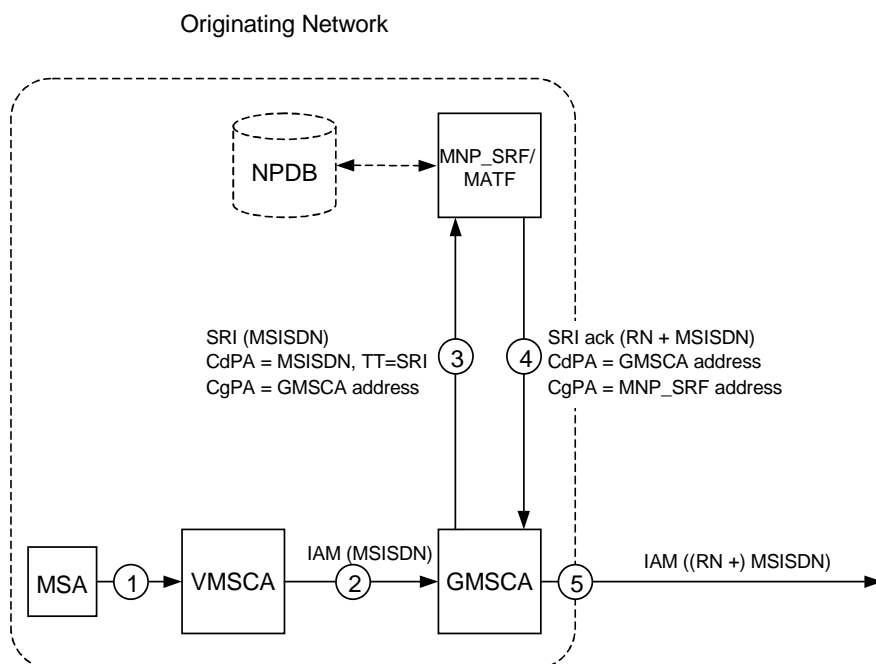 Originating Network
NPDB
MNP_SRF/
MATF
SRI (MSISDN)
CdPA = MSISDN, TT=SRI
CgPA = GMSCA address
3
4
SRI ack (RN + MSISDN)
CdPA = GMSCA address
CgPA = MNP_SRF address
MSA
1
VMSCA
IAM (MSISDN)
2
GMSCA
5
IAM ((RN +) MSISDN)